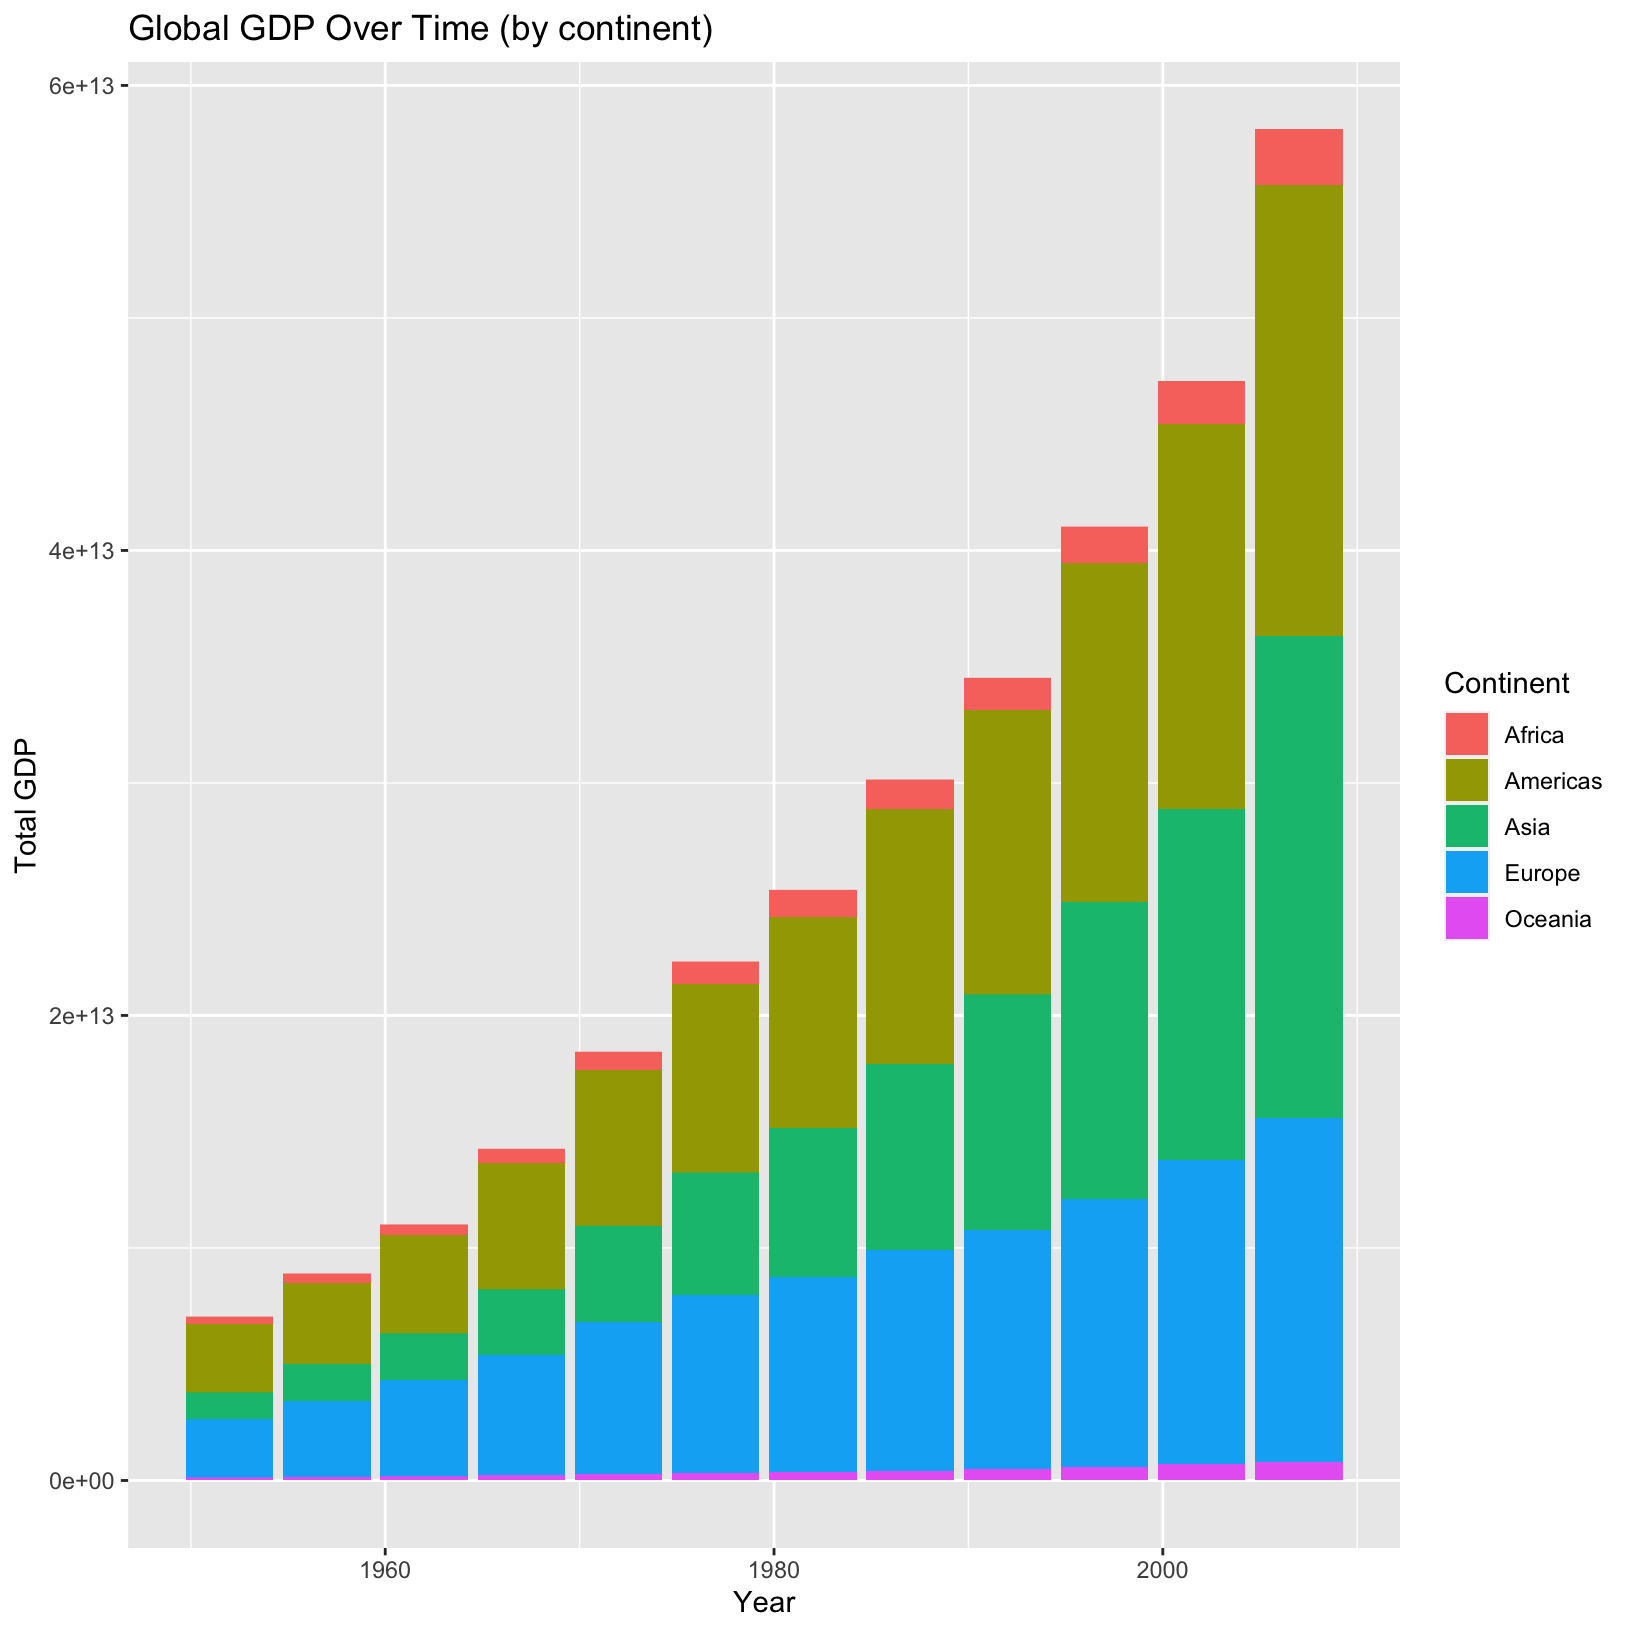 Global GDP Over Time (by continent)
6e+13
4e+13
2e+13
0e+00
Total GDP
1960
1980
2000
Year
Continent
Africa
Americas
Asia
Europe
Oceania